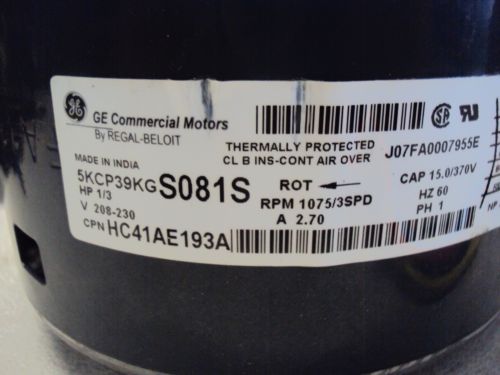 GE
GE Commercial Motors
By REGAL-BELOIT
THERMALLY PROTECTED
CL B INS-CONT AIR OVER
J07FA0007955E
MADE IN INDIA
5KCP39KGS081S
ROT ←
CAP 15.0/370V
HP 1/3
RPM 1075/3SPD
HZ 60
V 208-230
A 2.70
PH 1
CPN HC41AE193A